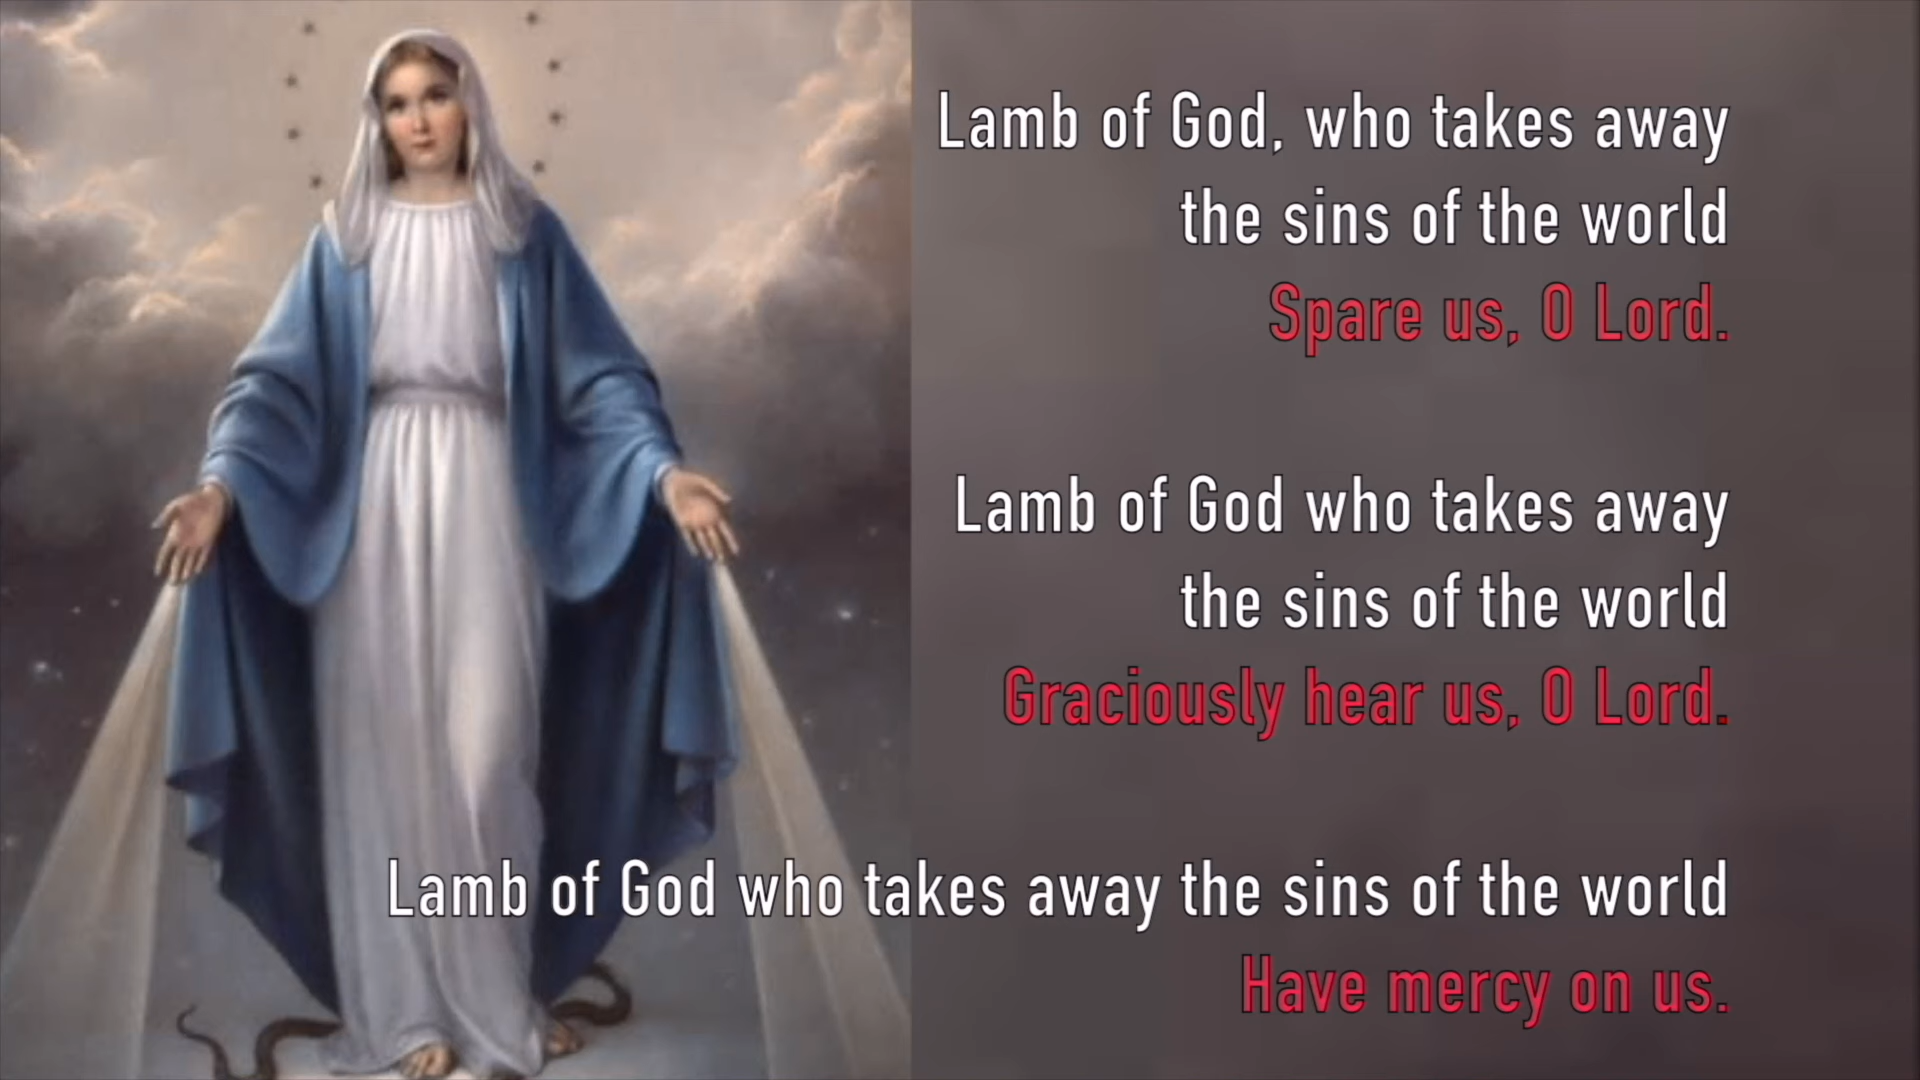 Lamb of God, who takes away
the sins of the world
Spare us, O Lord.
Lamb of God who takes away
the sins of the world
Graciously hear us, O Lord.
Lamb of God who takes away the sins of the world
Have mercy on us.